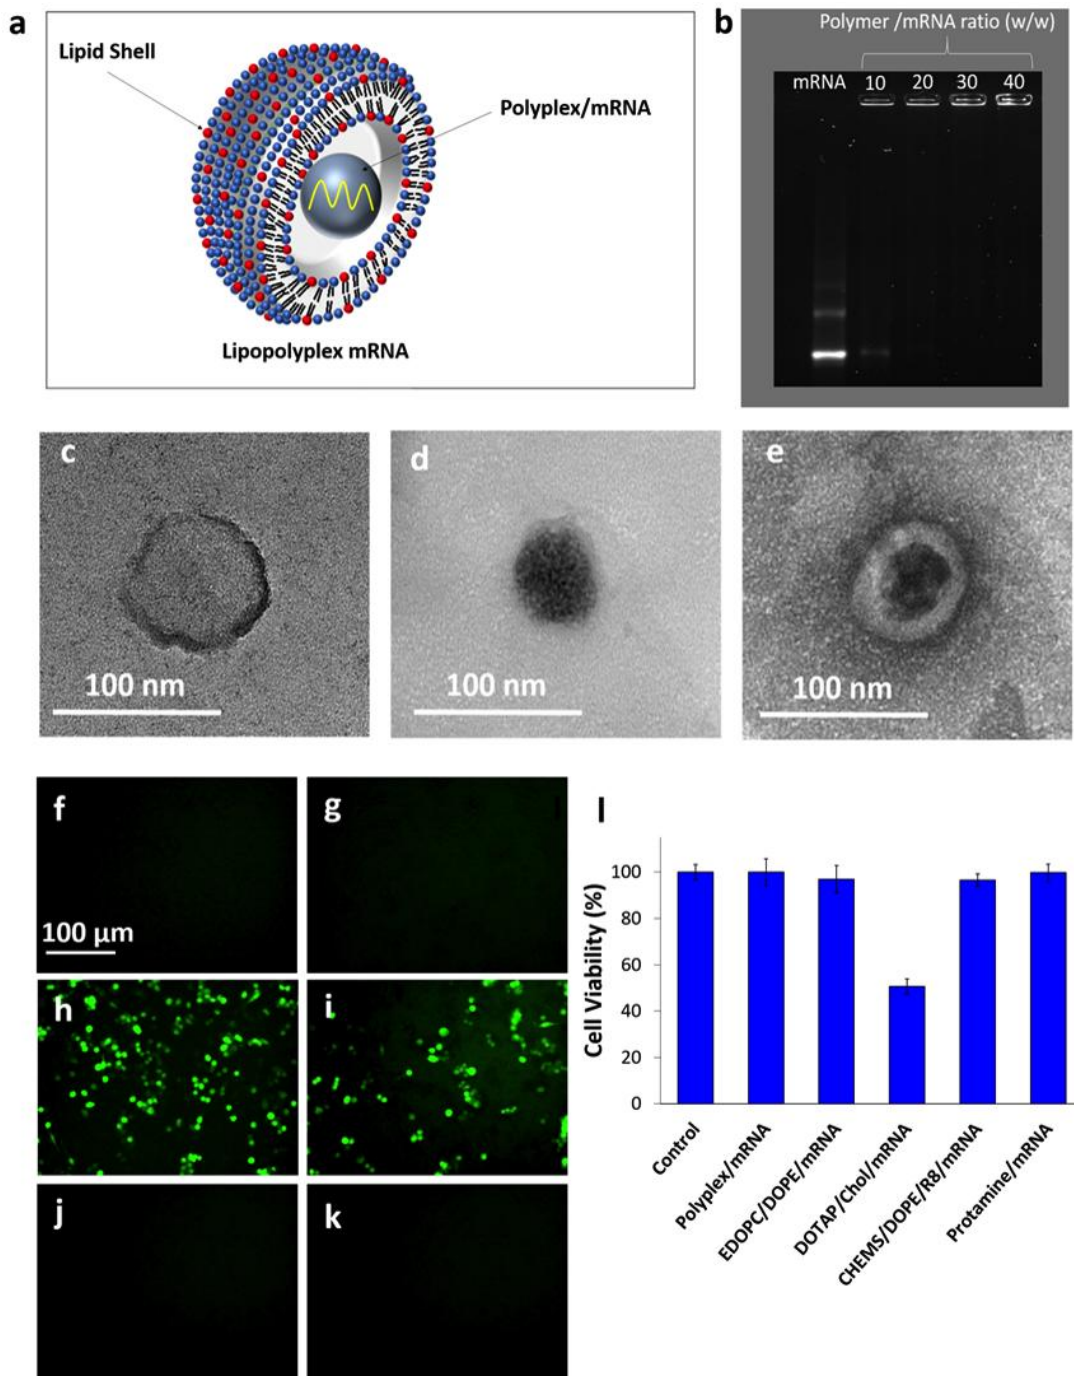 a
Lipid Shell
Polyplex/mRNA
Lipopolyplex mRNA
b
Polymer /mRNA ratio (w/w)
mRNA 10 20 30 40
c
100 nm
d
100 nm
e
100 nm
f
100 µm
g
h
i
j
k
l
Cell Viability (%)
100
80
60
40
20
0
Control
Polyplex/mRNA
EDOPC/DOPE/mRNA
DOTAP/Chol/mRNA
CHEMS/DOPE/R8/mRNA
Protamine/mRNA